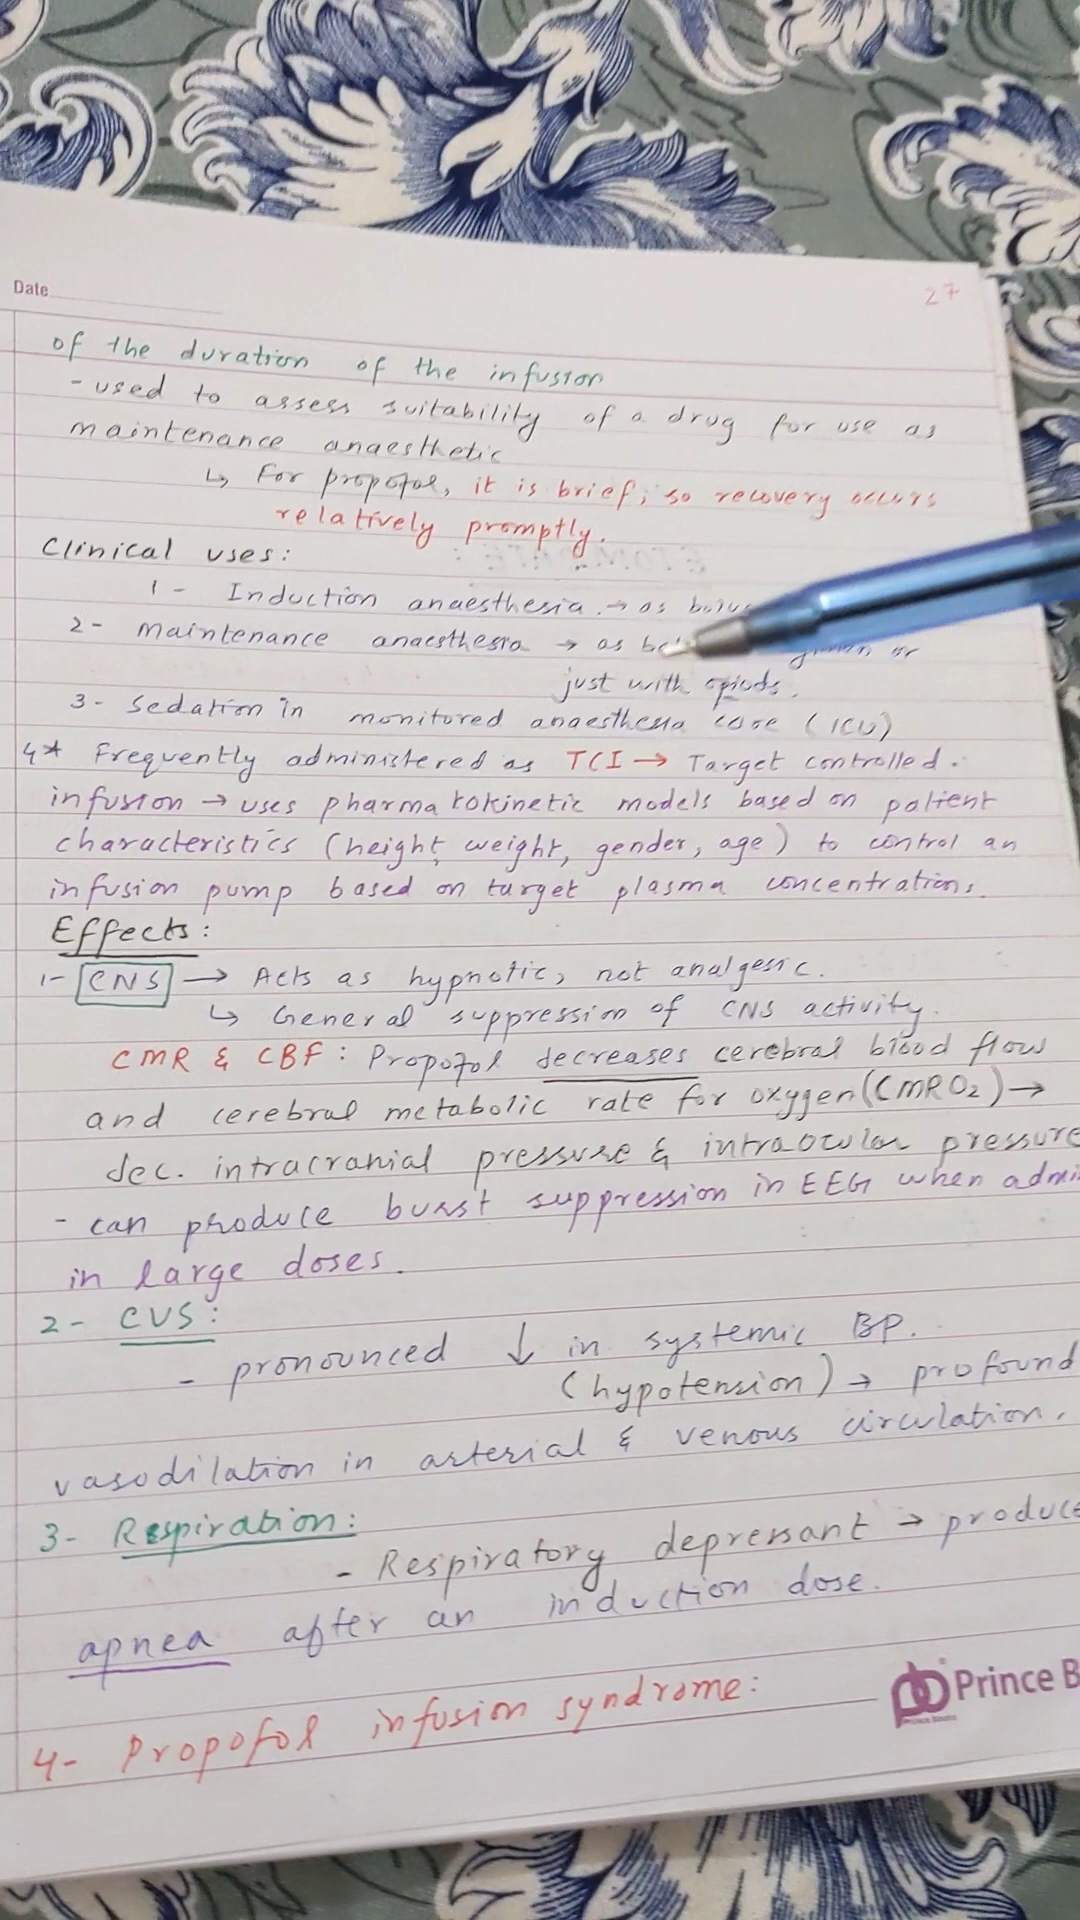 Date
27
of the duration of the infusion
- used to assess suitability of a drug for use as
maintenance anaesthetic
↳ For propofol, it is brief, so recovery occurs
relatively promptly.
Clinical uses:
1- Induction anaesthesia → as
2- maintenance anaesthesia → as or
just with opiods.
3- Sedation in monitored anaesthesia care (ICU)
4* Frequently administered as TCI → Target controlled.
infusion → uses pharmakokinetic models based on patient
characteristics (height, weight, gender, age) to control an
infusion pump based on target plasma concentrations.
Effects:
1- CNS → Acts as hypnotic, not analgesic.
↳ General suppression of CNS activity.
CMR & CBF: Propofol decreases cerebral blood flow
and cerebral metabolic rate for oxygen (CMRO2) →
dec. intracranial pressure & intraocular pressure
- can produce burst suppression in EEG when admi
in large doses.
2- CVS:
- pronounced ↓ in systemic BP.
(hypotension) → profound
vasodilation in arterial & venous circulation.
3- Respiration:
- Respiratory depressant → produce
apnea after an induction dose.
4- Propofol infusion syndrome:
pb Prince B